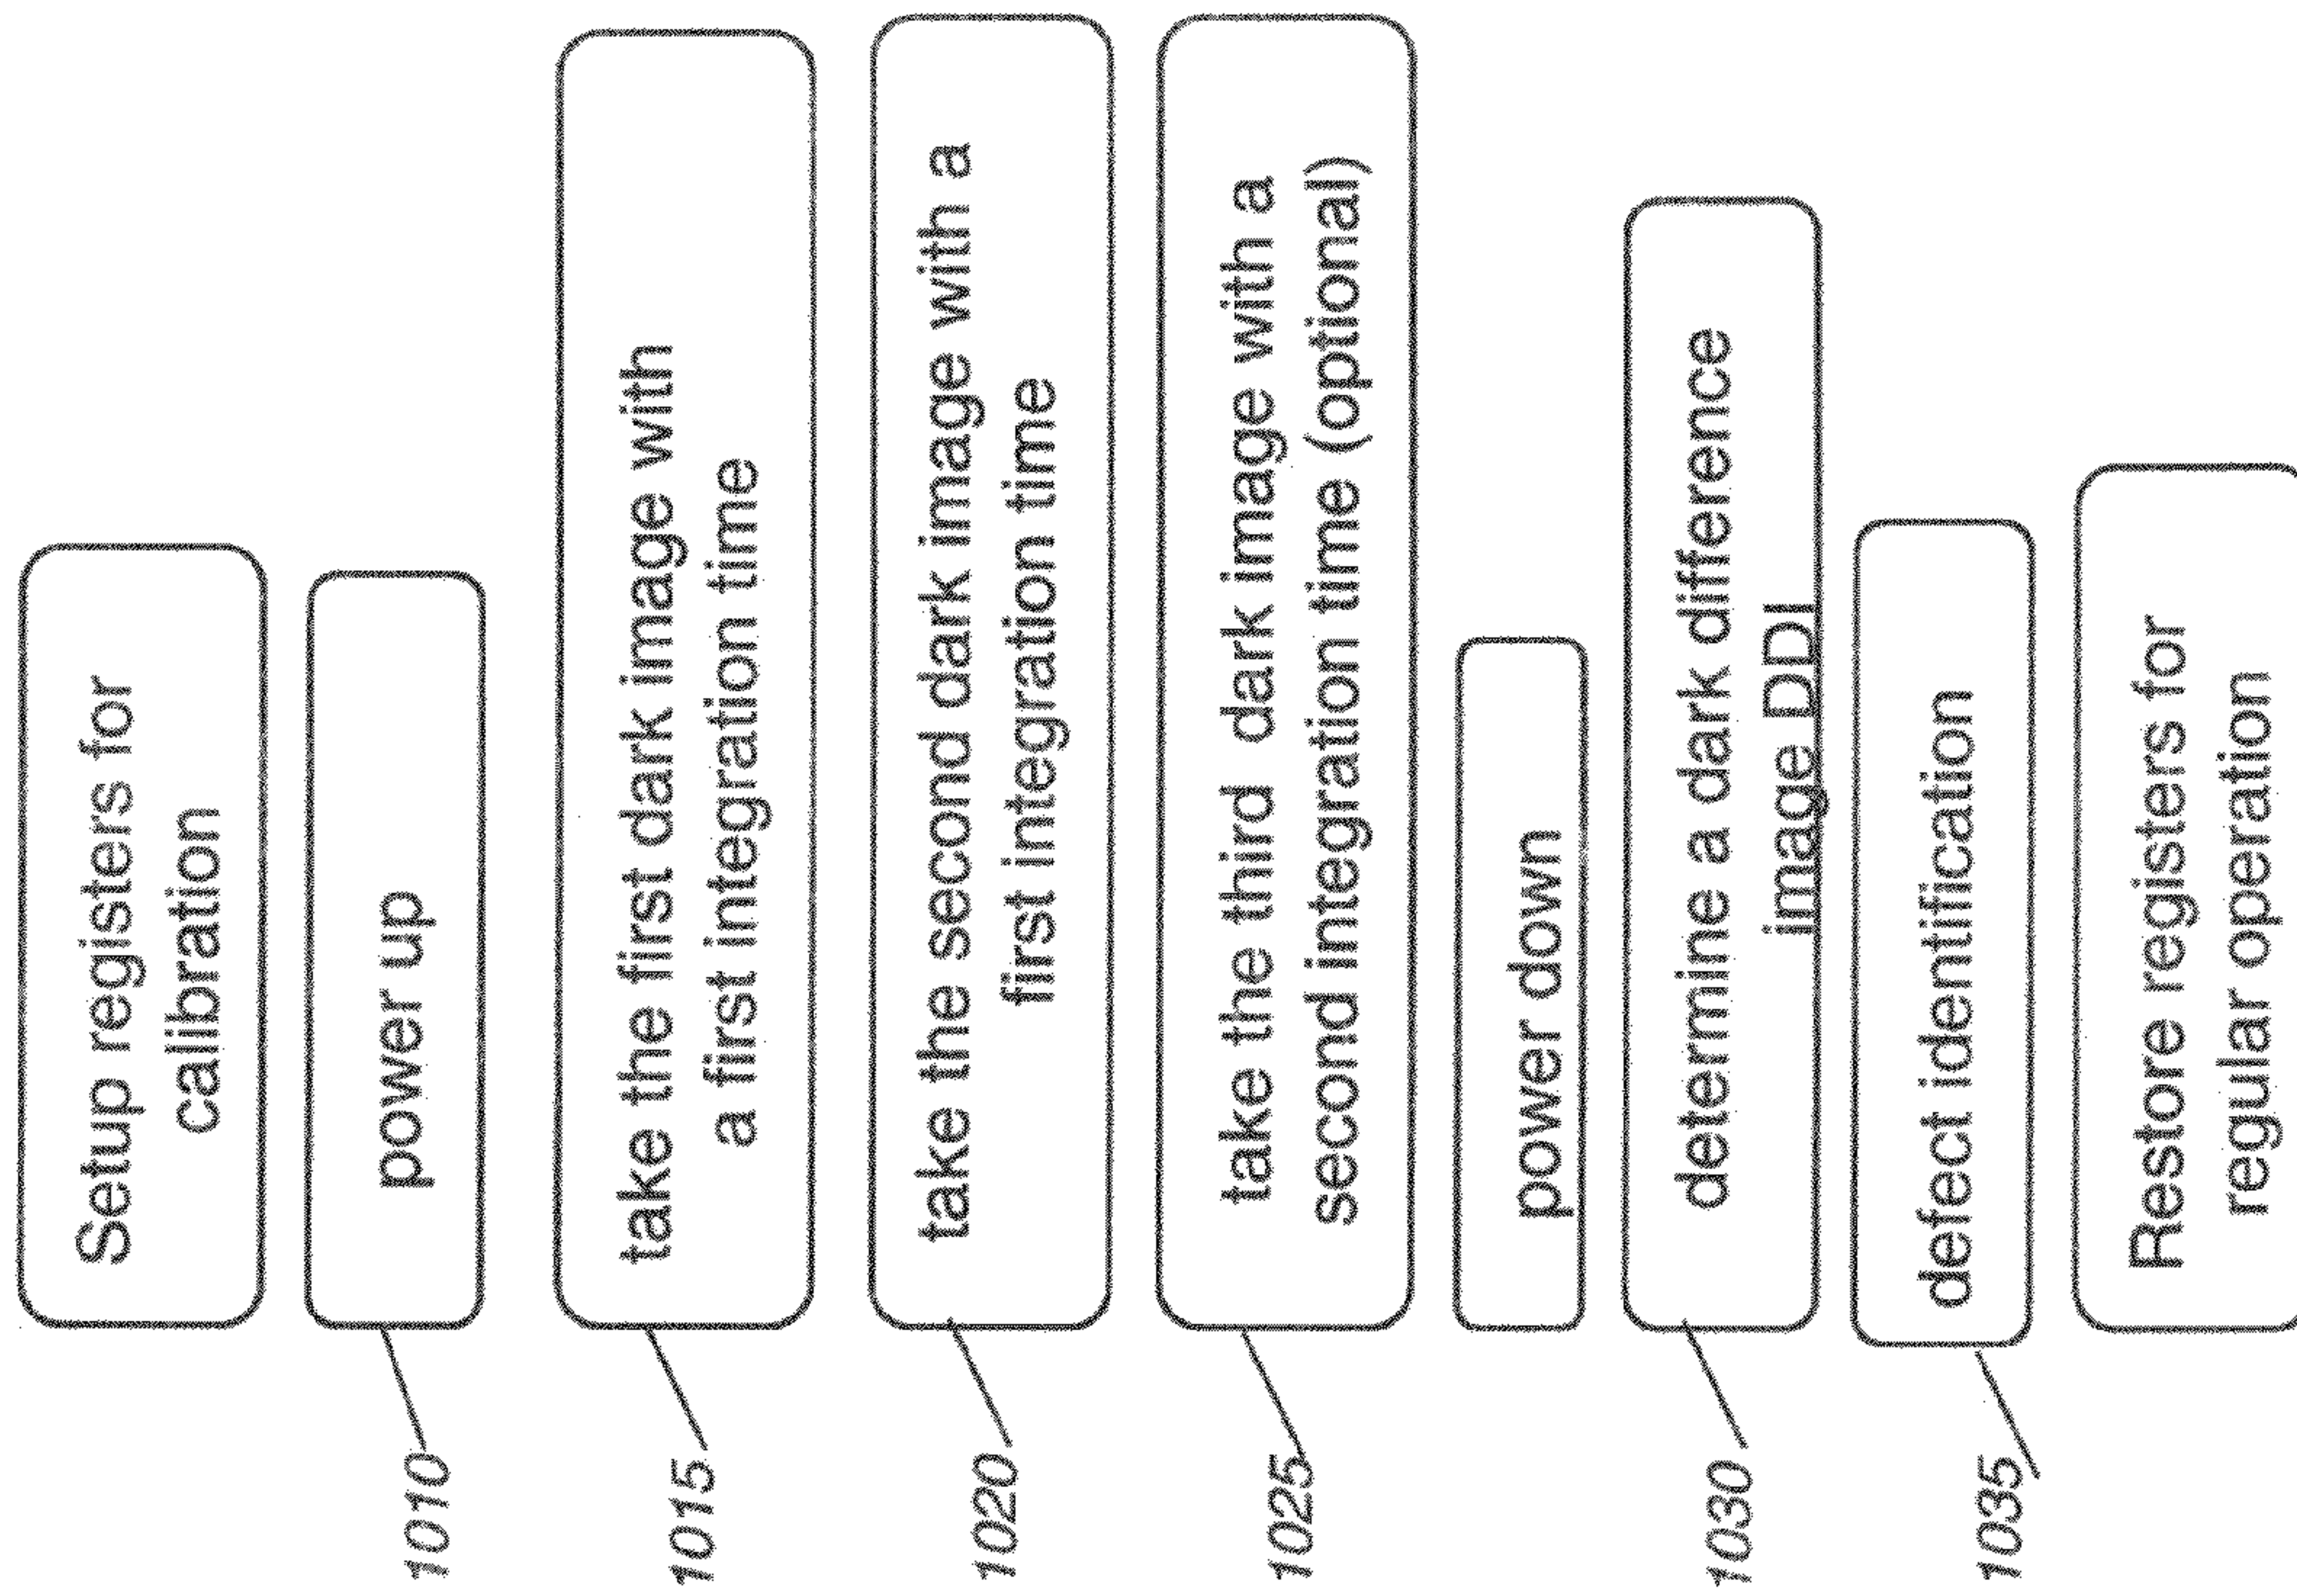 Setup registers for
calibration
1010
power up
1015
take the first dark image with
a first integration time
1020
take the second dark image with a
first integration time
1025
take the third dark image with a
second integration time (optional)
power down
1030
determine a dark difference
image DDI
1035
defect identification
Restore registers for
regular operation